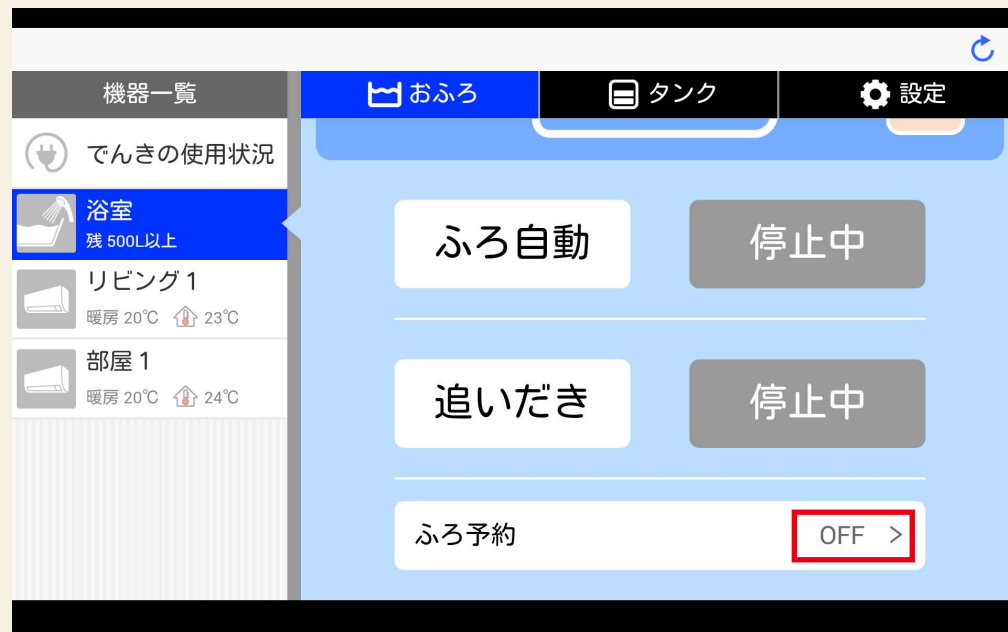 機器一覧
おふろ
タンク
設定
でんきの使用状況
浴室
残 500L以上
リビング 1
暖房 20℃ 23℃
部屋 1
暖房 20℃ 24℃
ふろ自動
停止中
追いだき
停止中
ふろ予約
OFF >